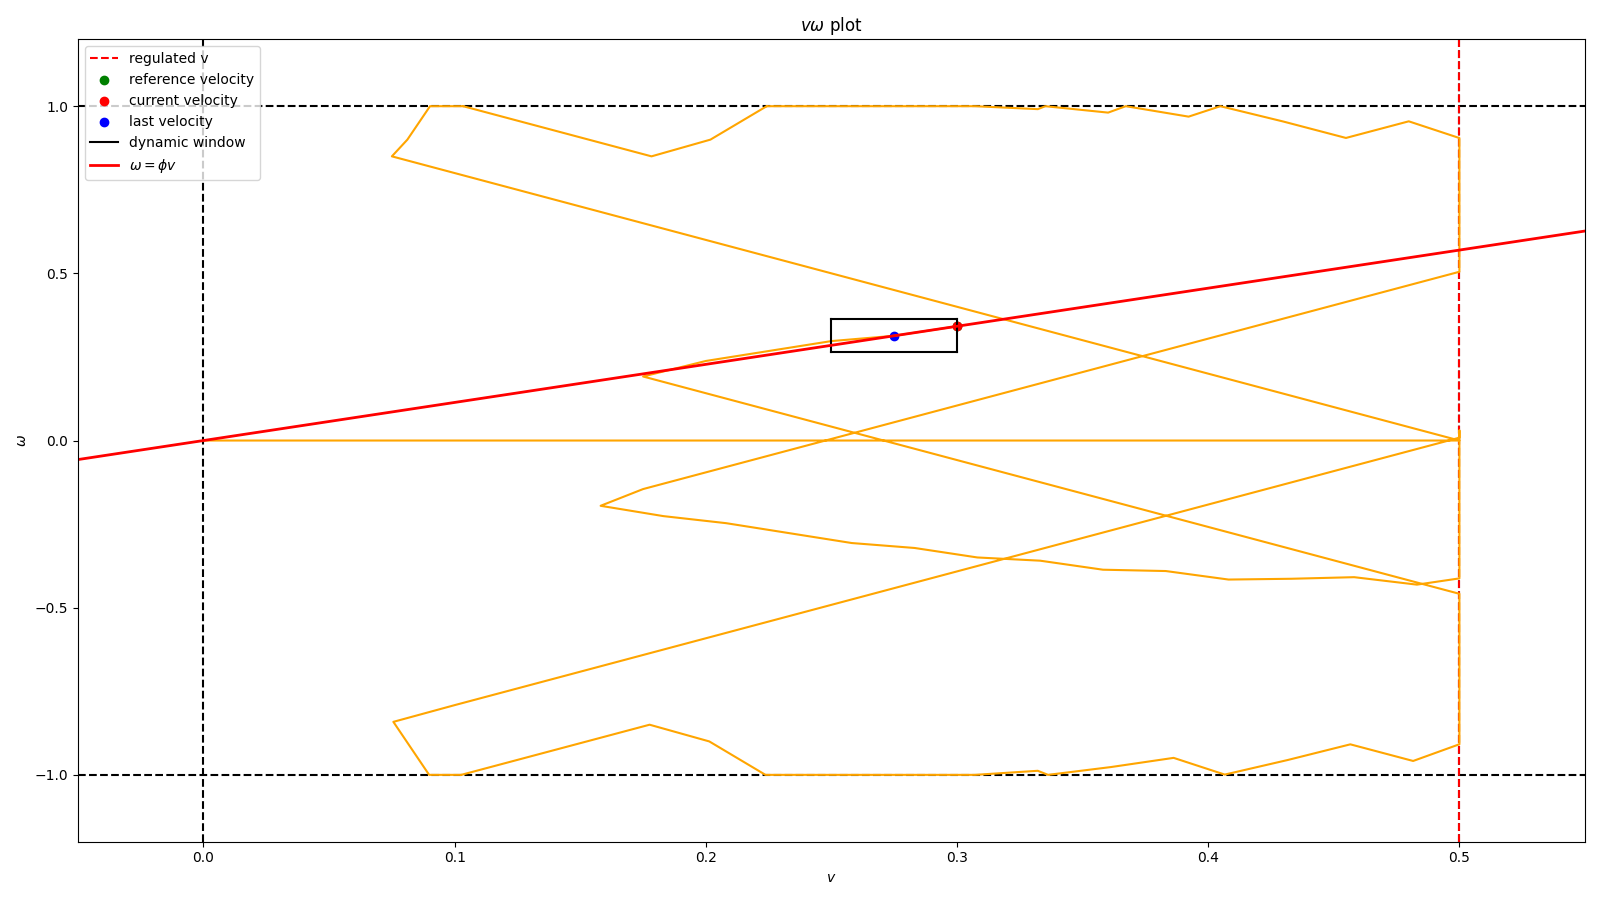 vω plot
regulated v
reference velocity
current velocity
last velocity
dynamic window
ω = ϕv
1.0
0.5
0.0
−0.5
−1.0
ω
0.0 0.1 0.2 0.3 0.4 0.5
v